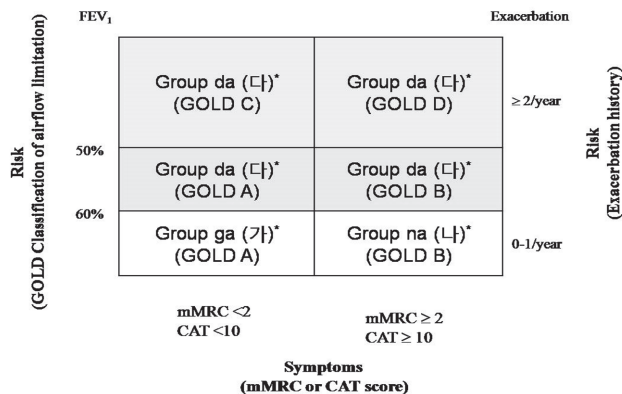 FEV1
Exacerbation
Risk
(GOLD Classification of airflow limitation)
Group da (다)*
(GOLD C)
Group da (다)*
(GOLD D)
≥ 2/year
50%
Group da (다)*
(GOLD A)
Group da (다)*
(GOLD B)
60%
Group ga (가)*
(GOLD A)
Group na (나)*
(GOLD B)
0-1/year
Risk
(Exacerbation history)
mMRC <2
CAT <10
mMRC ≥ 2
CAT ≥ 10
Symptoms
(mMRC or CAT score)